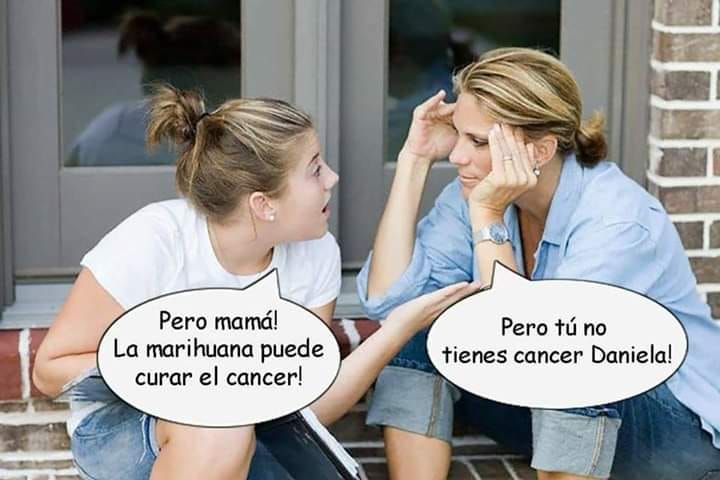 Pero mamá!
La marihuana puede
curar el cancer!
Pero tú no
tienes cancer Daniela!